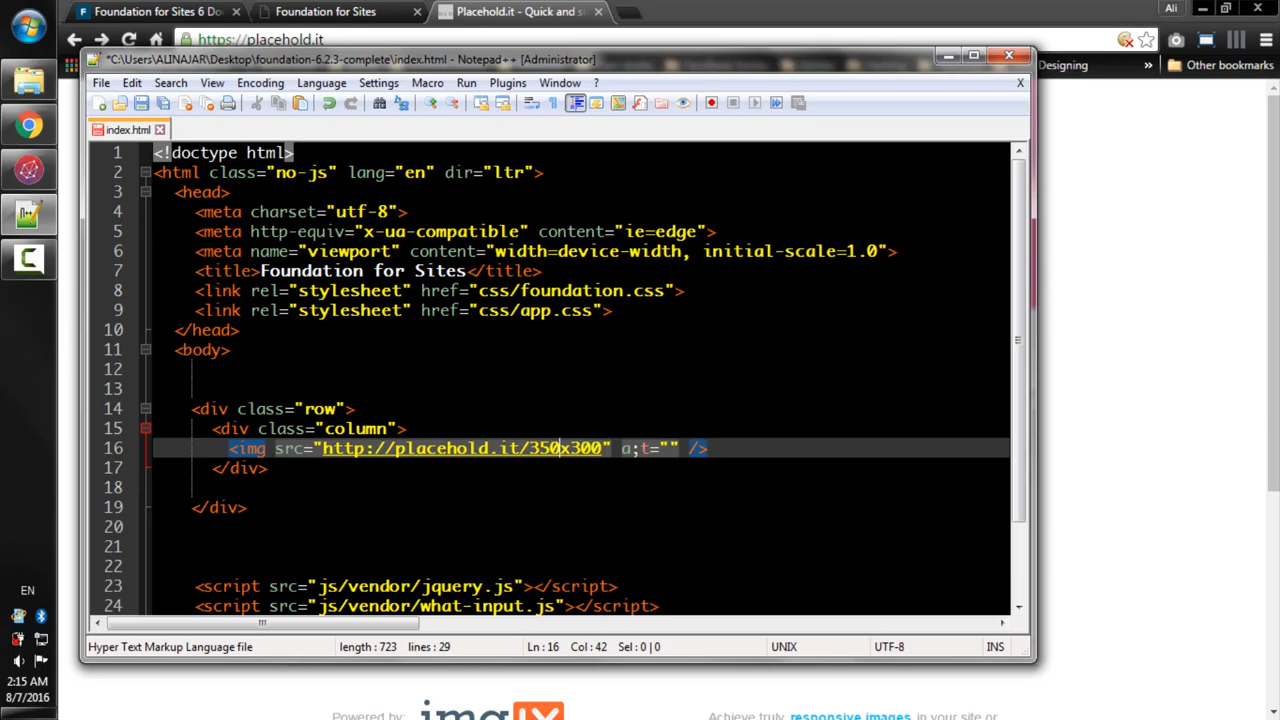 Foundation for Sites 6 Do
Foundation for Sites
Placehold.it - Quick and si
Ali
https://placehold.it
*C:\Users\ALINAJAR\Desktop\foundation-6.2.3-complete\index.html - Notepad++ [Administrator]
Designing
»
Other bookmarks
File Edit Search View Encoding Language Settings Macro Run Plugins Window ?
X
index.html
1 <!doctype html>
2 <html class="no-js" lang="en" dir="ltr">
3 <head>
4 <meta charset="utf-8">
5 <meta http-equiv="x-ua-compatible" content="ie=edge">
6 <meta name="viewport" content="width=device-width, initial-scale=1.0">
7 <title>Foundation for Sites</title>
8 <link rel="stylesheet" href="css/foundation.css">
9 <link rel="stylesheet" href="css/app.css">
10 </head>
11 <body>
12
13
14 <div class="row">
15 <div class="column">
16 <img src="http://placehold.it/350x300" a;t="" />
17 </div>
18
19 </div>
20
21
22
23 <script src="js/vendor/jquery.js"></script>
24 <script src="js/vendor/what-input.js"></script>
Hyper Text Markup Language file
length : 723 lines : 29
Ln : 16 Col : 42 Sel : 0 | 0
UNIX
UTF-8
INS
EN
2:15 AM
8/7/2016
Powered by:
imgIX
Achieve truly responsive images in your site or